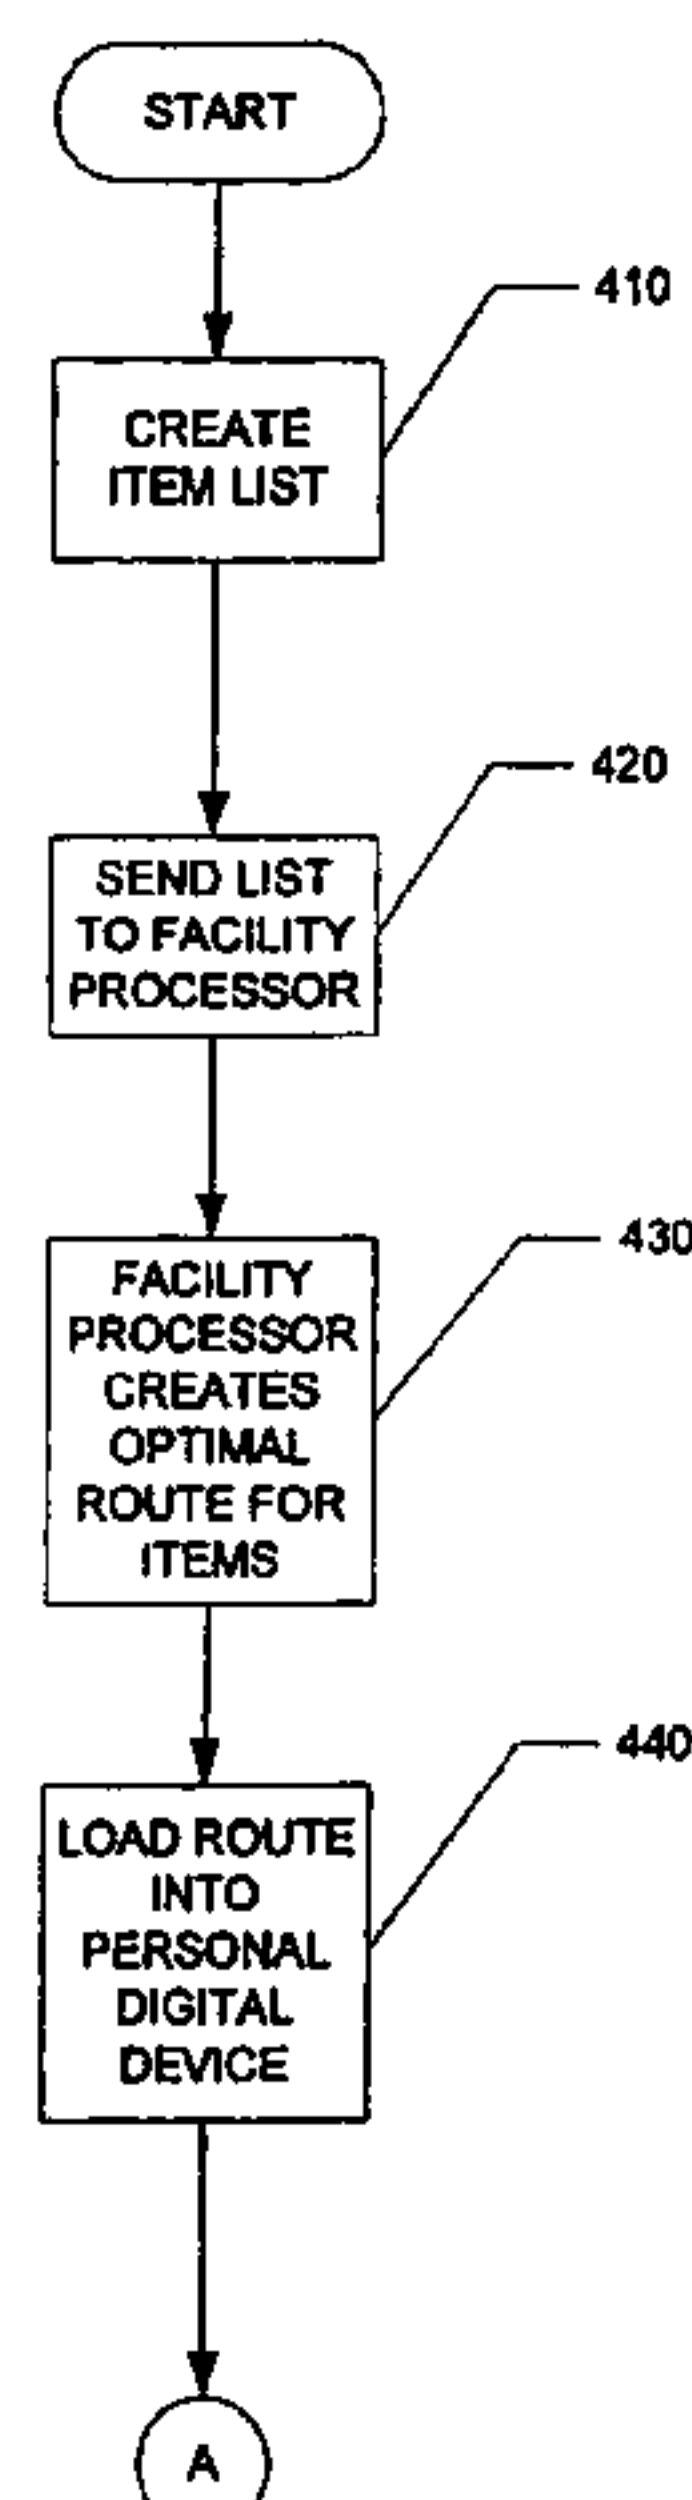 START
410
CREATE
ITEM LIST
420
SEND LIST
TO FACILITY
PROCESSOR
430
FACILITY
PROCESSOR
CREATES
OPTIMAL
ROUTE FOR
ITEMS
440
LOAD ROUTE
INTO
PERSONAL
DIGITAL
DEVICE
A